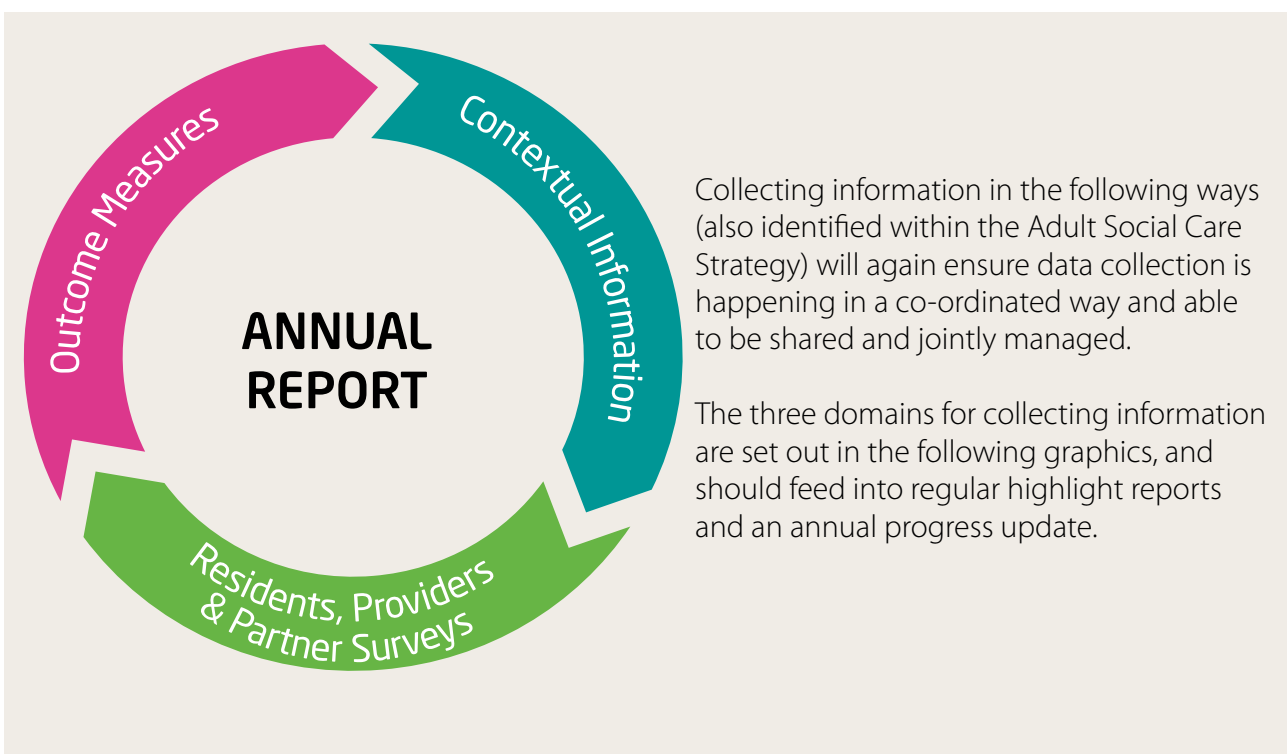 Outcome Measures
Contextual Information
Residents, Providers
& Partner Surveys
ANNUAL
REPORT
Collecting information in the following ways
(also identified within the Adult Social Care
Strategy) will again ensure data collection is
happening in a co-ordinated way and able
to be shared and jointly managed.
The three domains for collecting information
are set out in the following graphics, and
should feed into regular highlight reports
and an annual progress update.